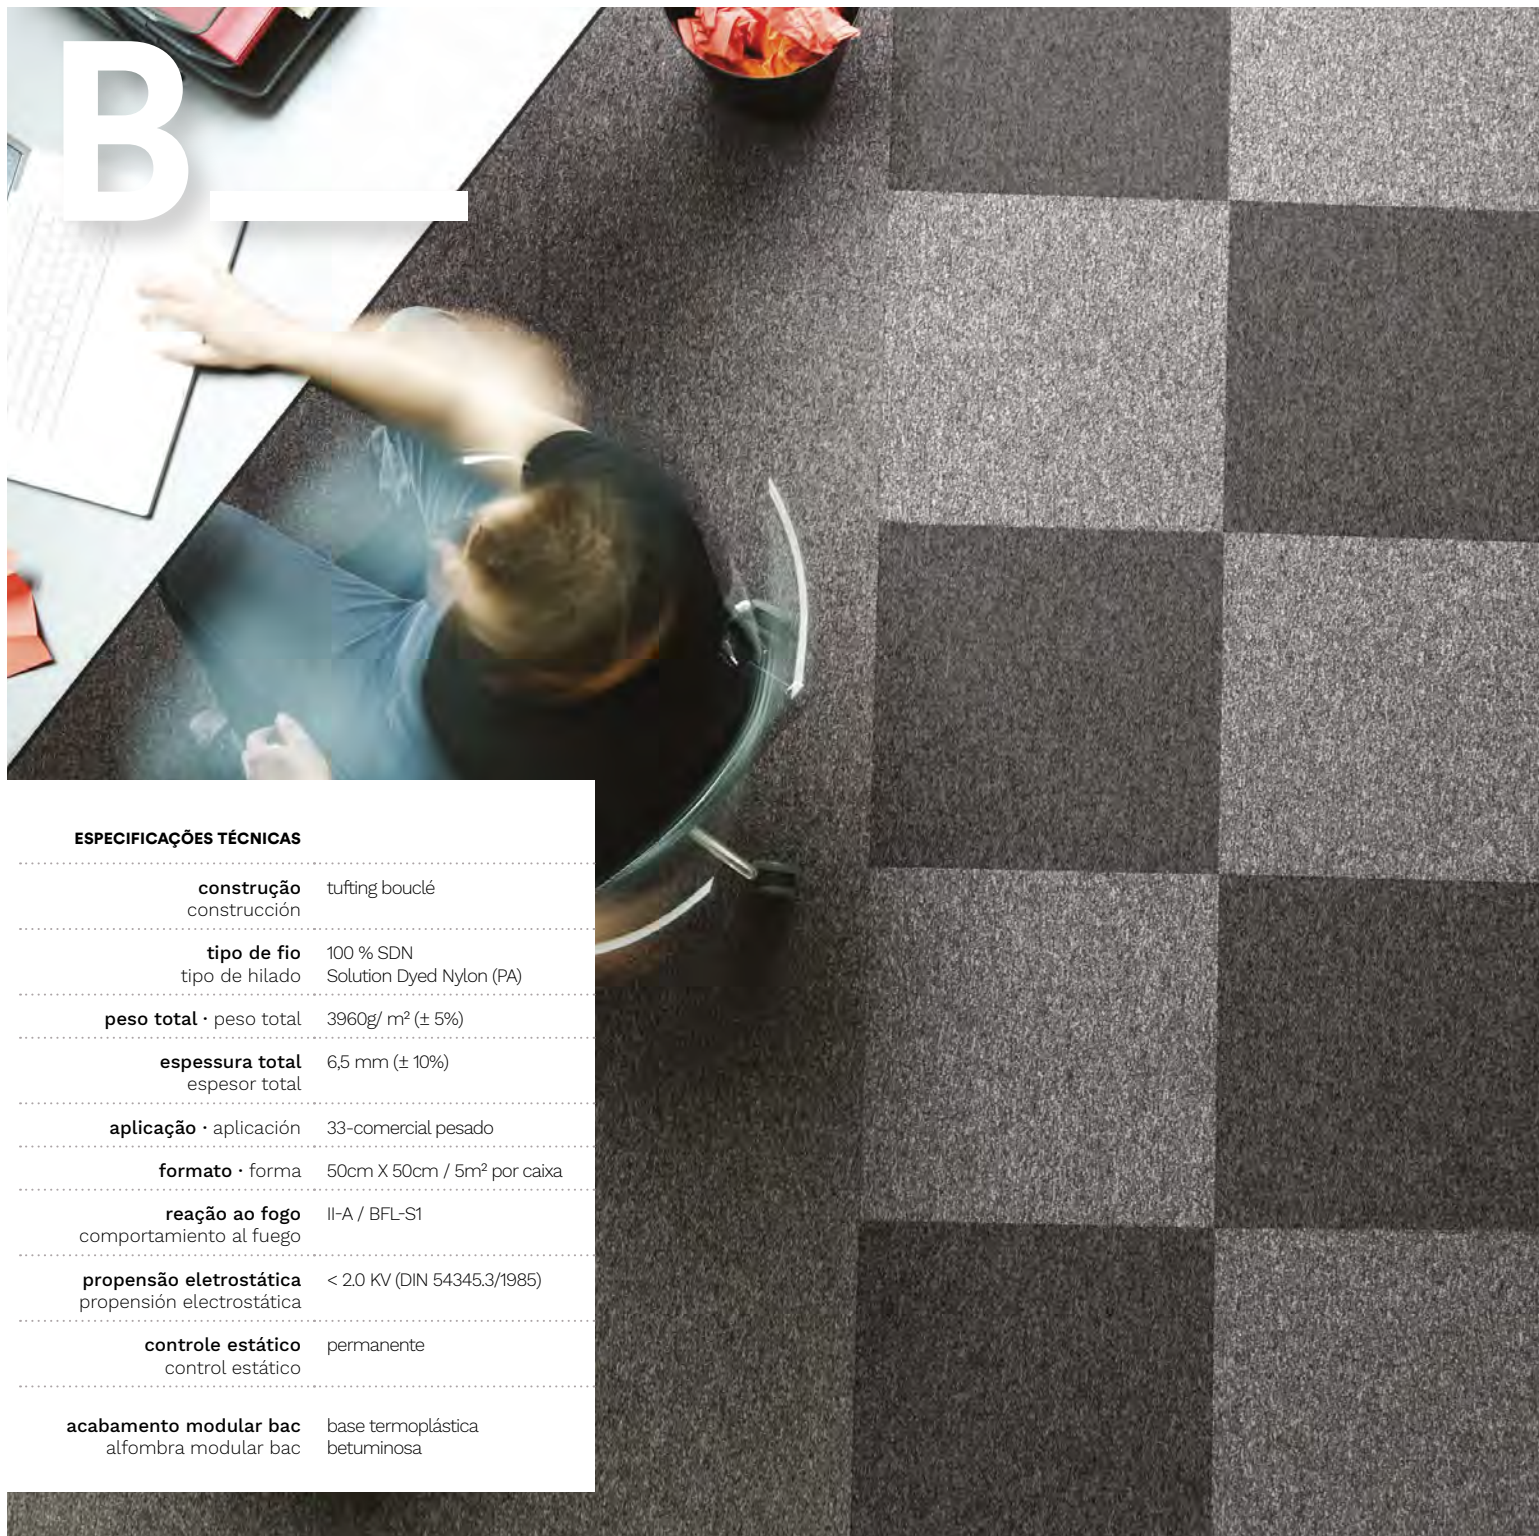 B_
ESPECIFICAÇÕES TÉCNICAS
construção tufting bouclé
construcción
tipo de fio 100 % SDN
tipo de hilado Solution Dyed Nylon (PA)
peso total · peso total 3960g/ m² (± 5%)
espessura total 6,5 mm (± 10%)
espesor total
aplicação · aplicación 33-comercial pesado
formato · forma 50cm X 50cm / 5m² por caixa
reação ao fogo II-A / BFL-S1
comportamiento al fuego
propensão eletrostática < 2.0 KV (DIN 54345.3/1985)
propensión electrostática
controle estático permanente
control estático
acabamento modular bac base termoplástica
alfombra modular bac betuminosa